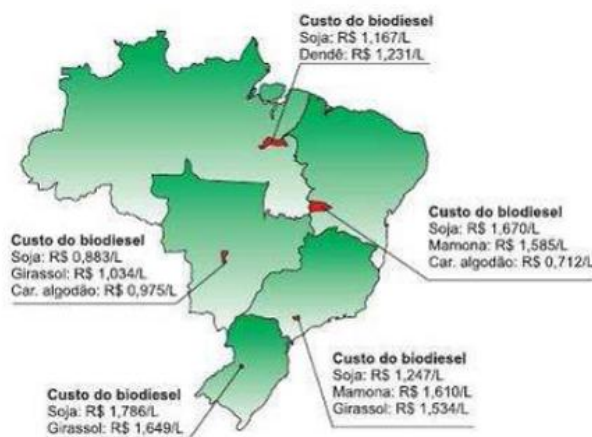 Custo do biodiesel
Soja: R$ 1,167/L
Dendê: R$ 1,231/L
Custo do biodiesel
Soja: R$ 0,883/L
Girassol: R$ 1,034/L
Car. algodão: R$ 0,975/L
Custo do biodiesel
Soja: R$ 1,670/L
Mamona: R$ 1,585/L
Car. algodão: R$ 0,712/L
Custo do biodiesel
Soja: R$ 1,786/L
Girassol: R$ 1,649/L
Custo do biodiesel
Soja: R$ 1,247/L
Mamona: R$ 1,610/L
Girassol: R$ 1,534/L